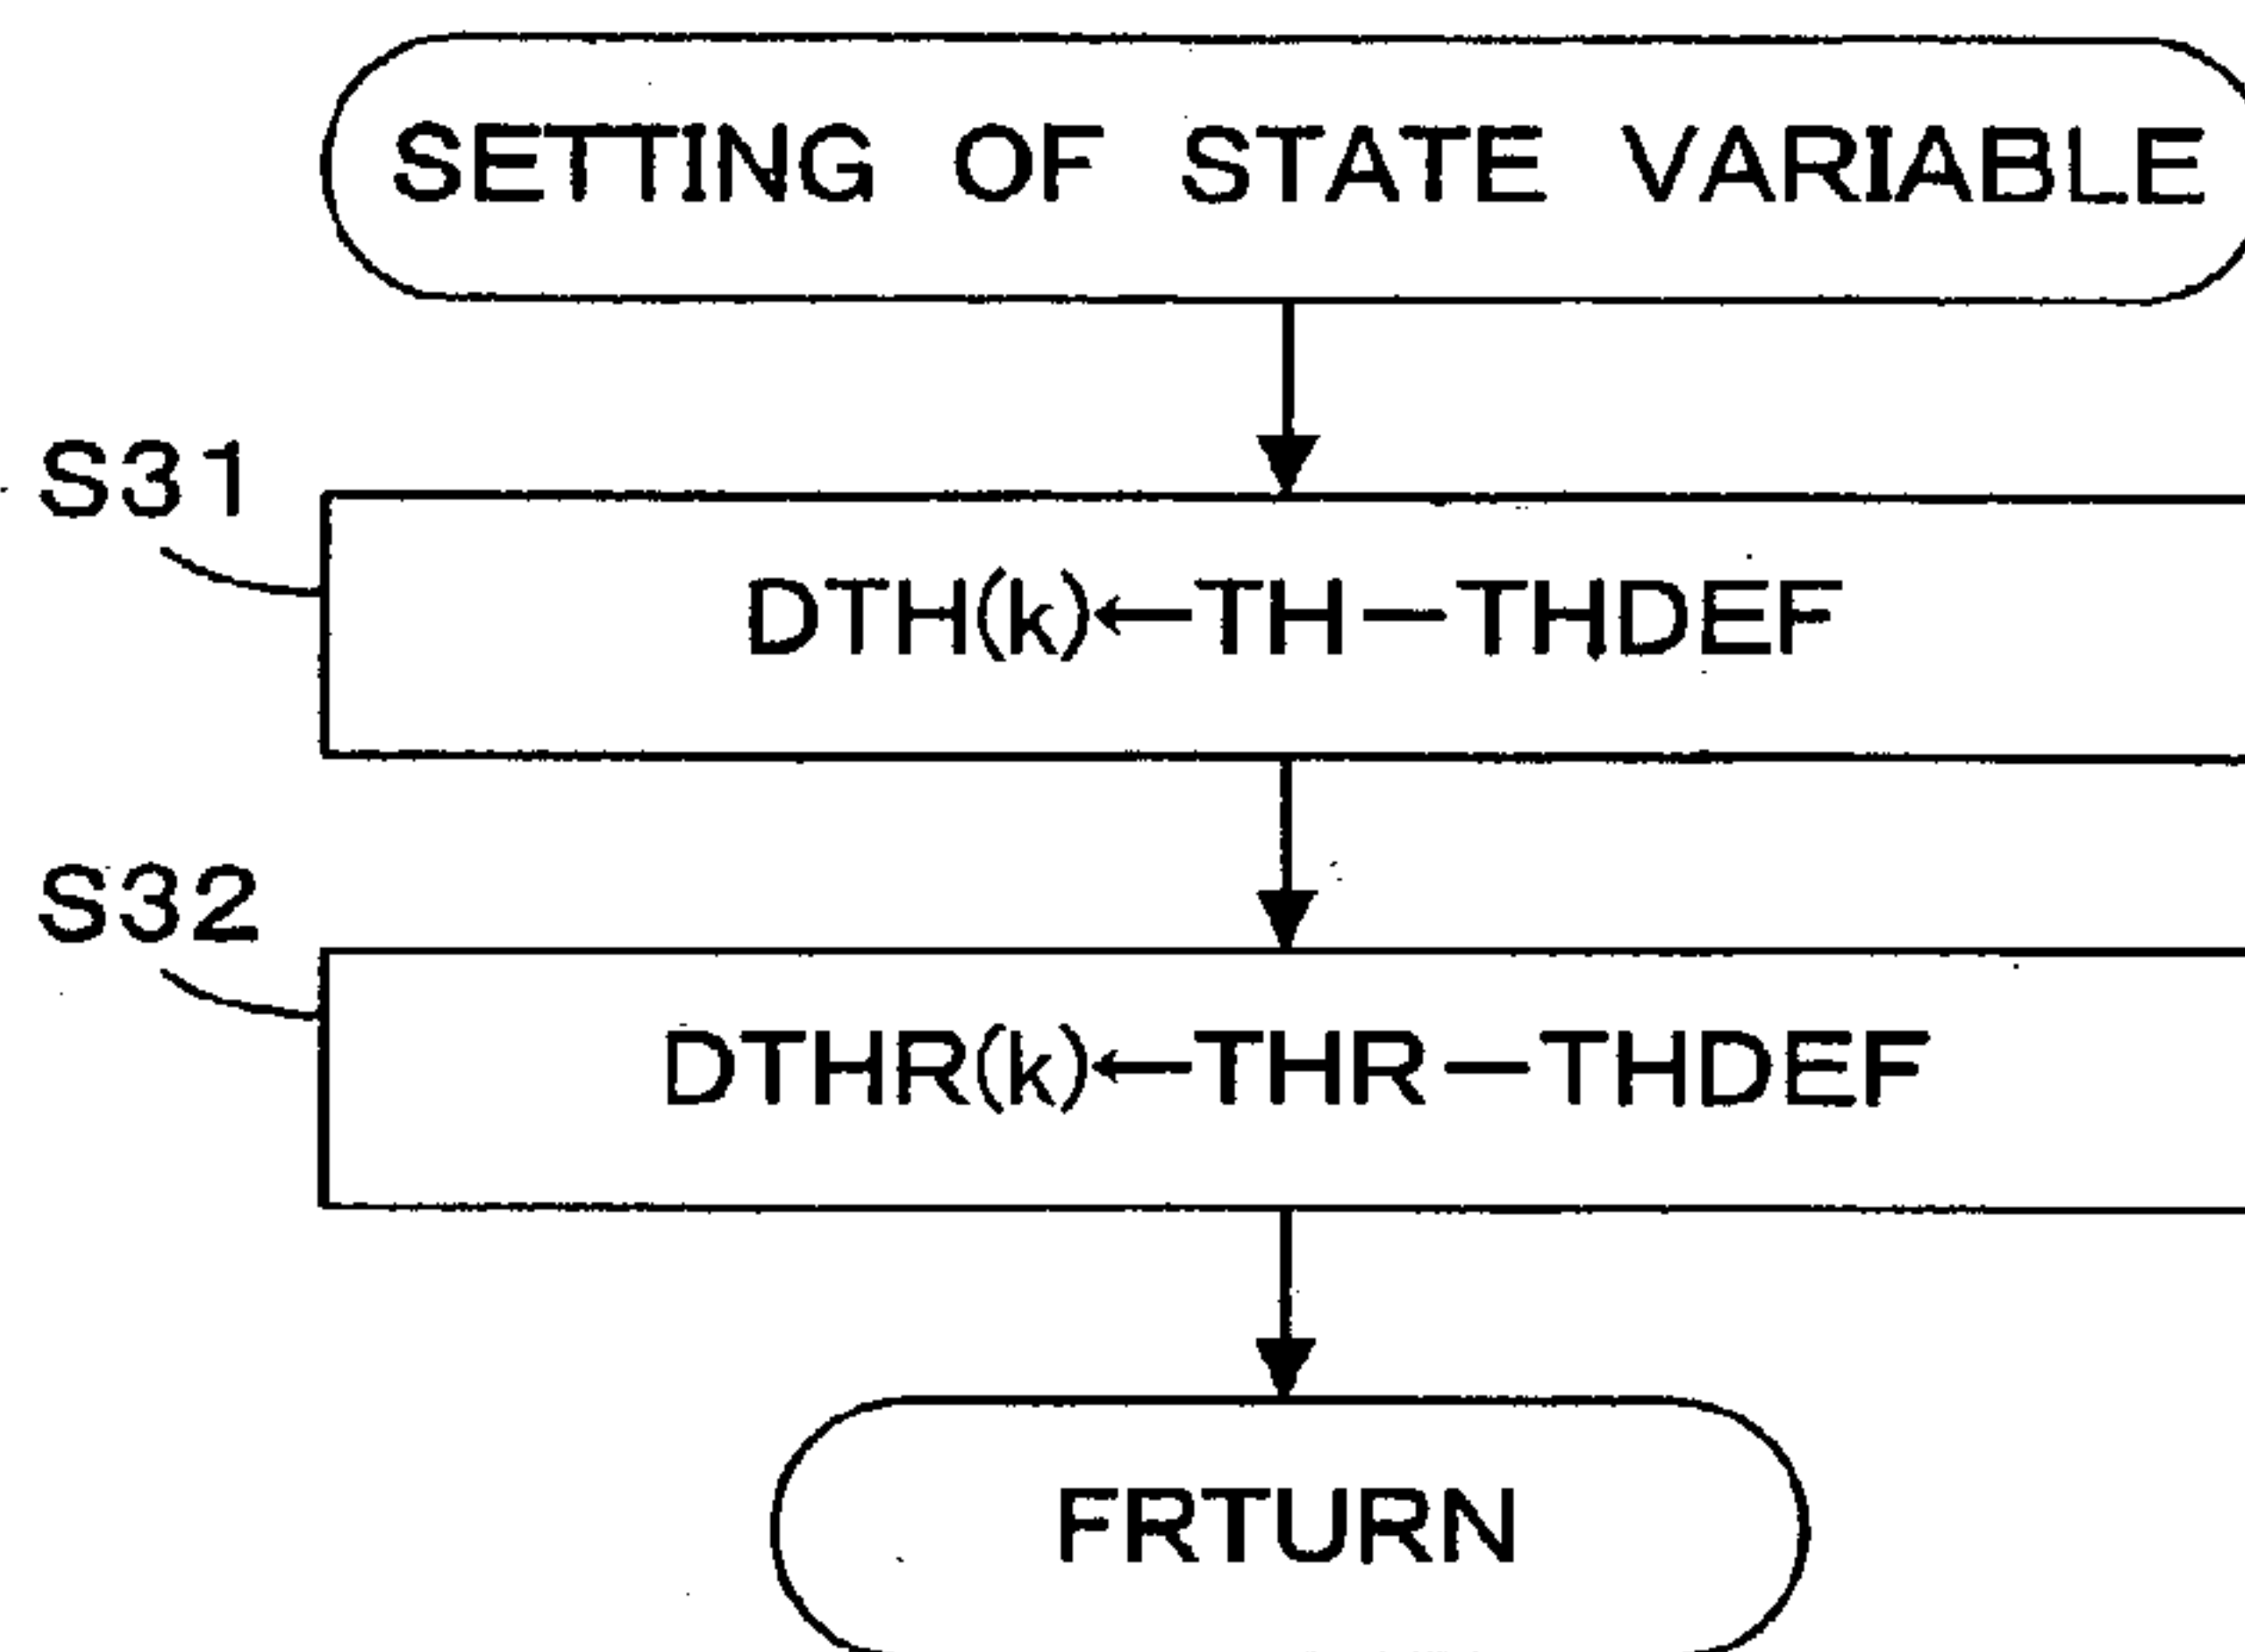 SETTING OF STATE VARIABLE
S31
DTH(k)←TH—THDEF
S32
DTHR(k)←THR—THDEF
FRTURN